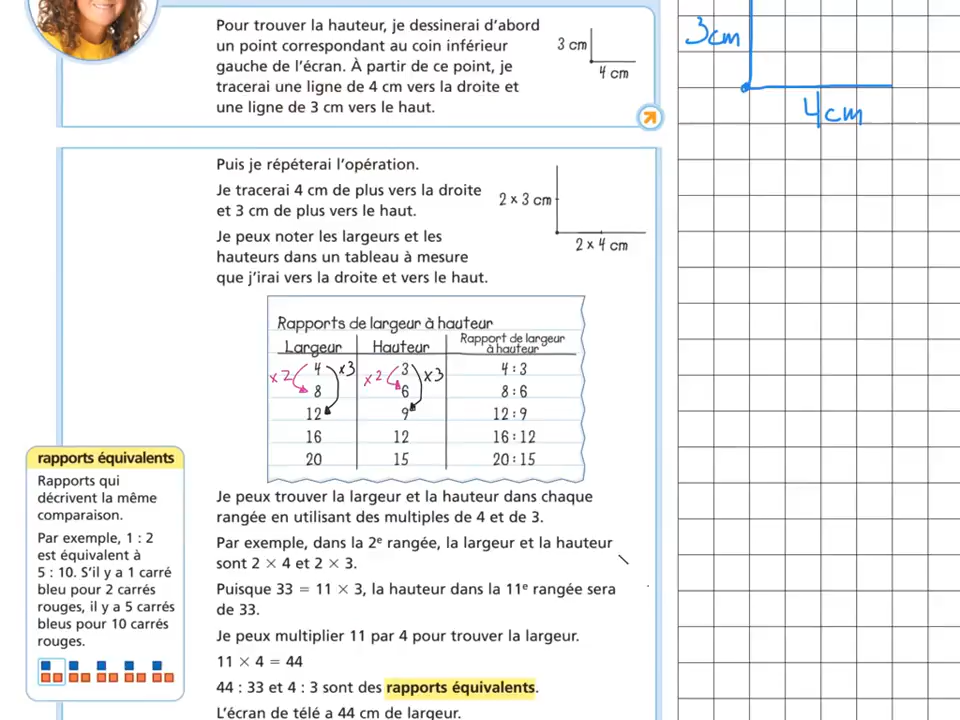 Pour trouver la hauteur, je dessinerai d'abord
un point correspondant au coin inférieur
gauche de l'écran. À partir de ce point, je
tracerai une ligne de 4 cm vers la droite et
une ligne de 3 cm vers le haut.
3 cm
4 cm
3cm
4cm
Puis je répéterai l'opération.
Je tracerai 4 cm de plus vers la droite
et 3 cm de plus vers le haut.
Je peux noter les largeurs et les
hauteurs dans un tableau à mesure
que j'irai vers la droite et vers le haut.
2 × 3 cm
2 × 4 cm
Rapports de largeur à hauteur
Largeur Hauteur Rapport de largeur
à hauteur
×2 4 ×3 ×2 3 ×3 4 : 3
8 6 8 : 6
12 9 12 : 9
16 12 16 : 12
20 15 20 : 15
rapports équivalents
Rapports qui
décrivent la même
comparaison.
Par exemple, 1 : 2
est équivalent à
5 : 10. S'il y a 1 carré
bleu pour 2 carrés
rouges, il y a 5 carrés
bleus pour 10 carrés
rouges.
Je peux trouver la largeur et la hauteur dans chaque
rangée en utilisant des multiples de 4 et de 3.
Par exemple, dans la 2e rangée, la largeur et la hauteur
sont 2 × 4 et 2 × 3.
Puisque 33 = 11 × 3, la hauteur dans la 11e rangée sera
de 33.
Je peux multiplier 11 par 4 pour trouver la largeur.
11 × 4 = 44
44 : 33 et 4 : 3 sont des rapports équivalents.
L'écran de télé a 44 cm de largeur.